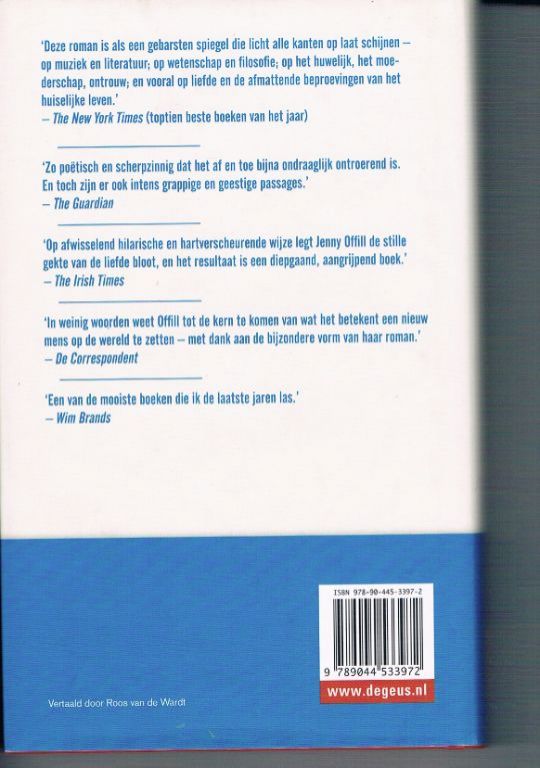 ‘Deze roman is als een gebarsten spiegel die licht alle kanten op laat schijnen –
op muziek en literatuur; op wetenschap en filosofie; op het huwelijk, het moe-
derschap, ontrouw; en vooral op liefde en de afmattende beproevingen van het
huiselijke leven.’
– The New York Times (toptien beste boeken van het jaar)
‘Zo poëtisch en scherpzinnig dat het af en toe bijna ondraaglijk ontroerend is.
En toch zijn er ook intens grappige en geestige passages.’
– The Guardian
‘Op afwisselend hilarische en hartverscheurende wijze legt Jenny Offill de stille
gekte van de liefde bloot, en het resultaat is een diepgaand, aangrijpend boek.’
– The Irish Times
‘In weinig woorden weet Offill tot de kern te komen van wat het betekent een nieuw
mens op de wereld te zetten – met dank aan de bijzondere vorm van haar roman.’
– De Correspondent
‘Een van de mooiste boeken die ik de laatste jaren las.’
– Wim Brands
ISBN 978-90-445-3397-2
9 789044 533972
www.degeus.nl
Vertaald door Roos van de Wardt